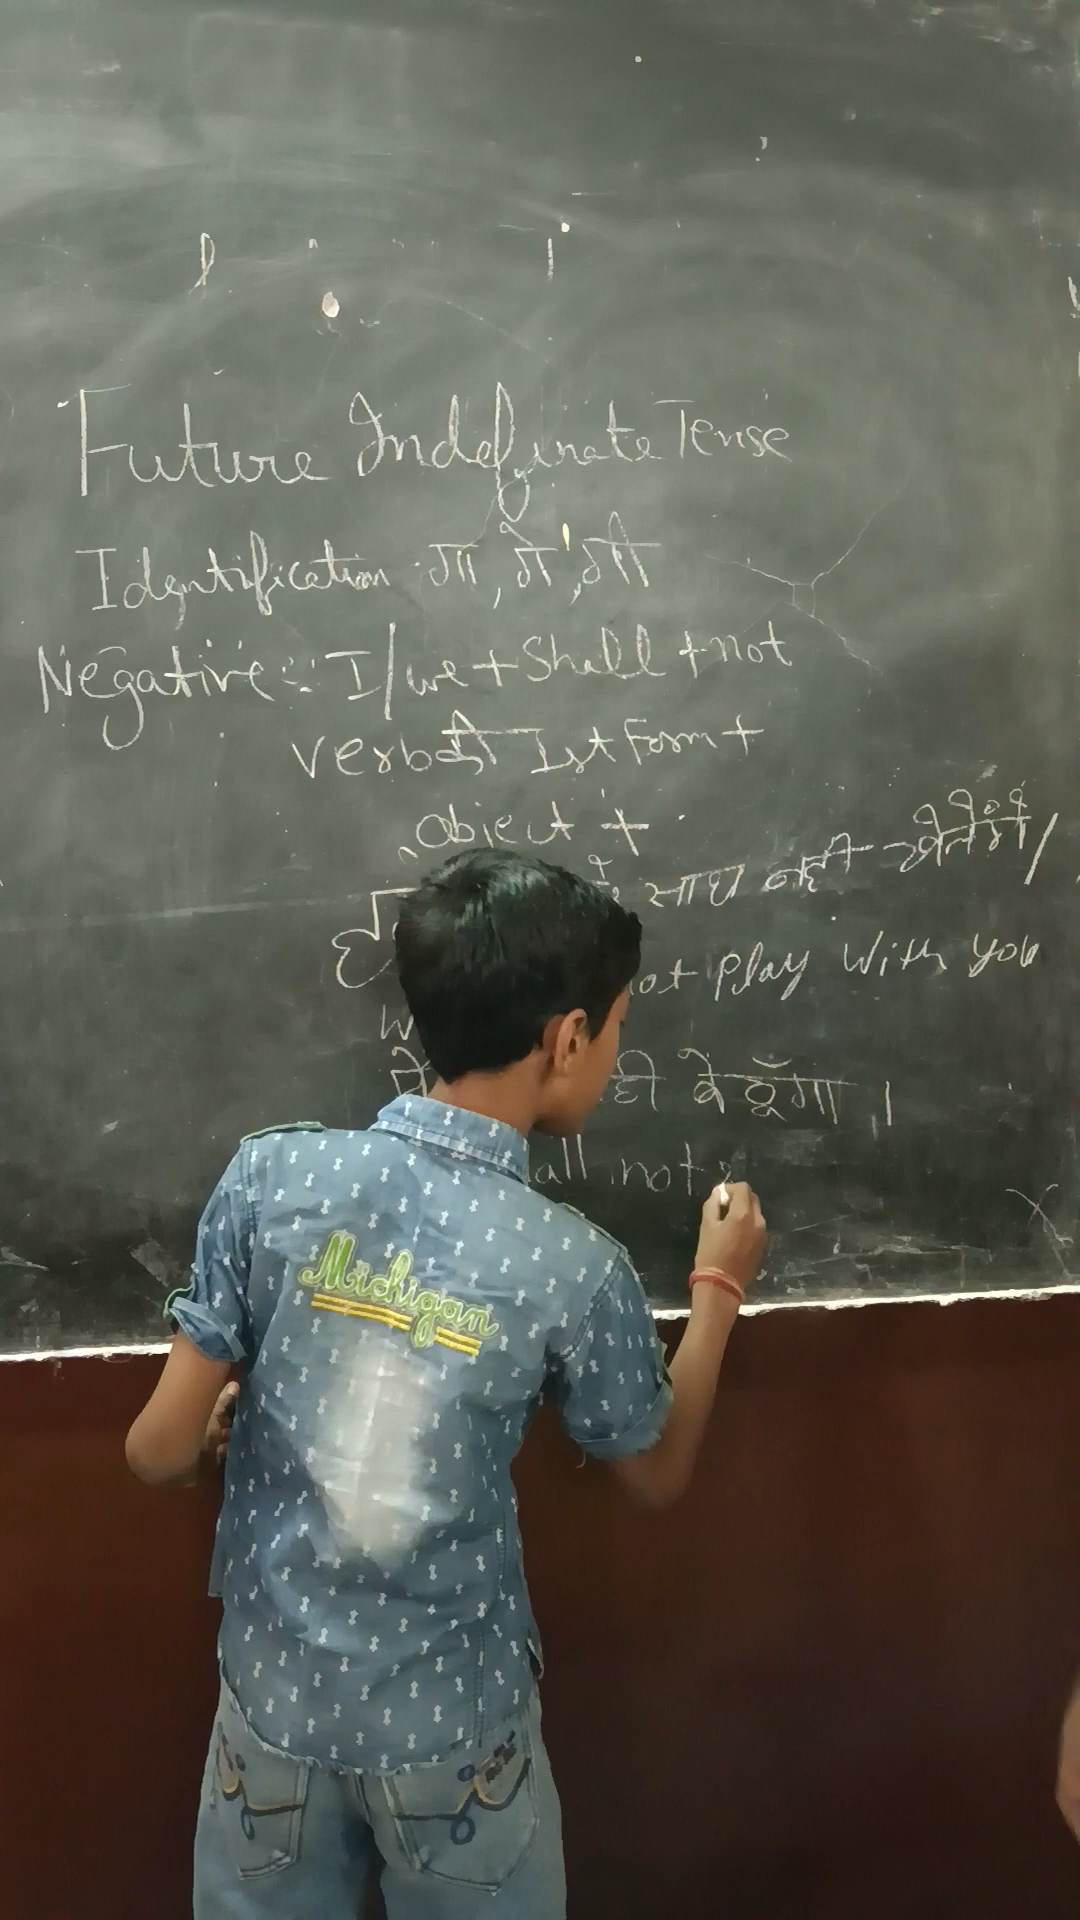 Future Indefinate Tense
Identification गा, गे, गी
Negative:- I/we + Shall + not
verb की Ist Form +
object +
साथ नही खेलेगें /
not Play With you
ही दे दूँगा ।
all not
Michigan